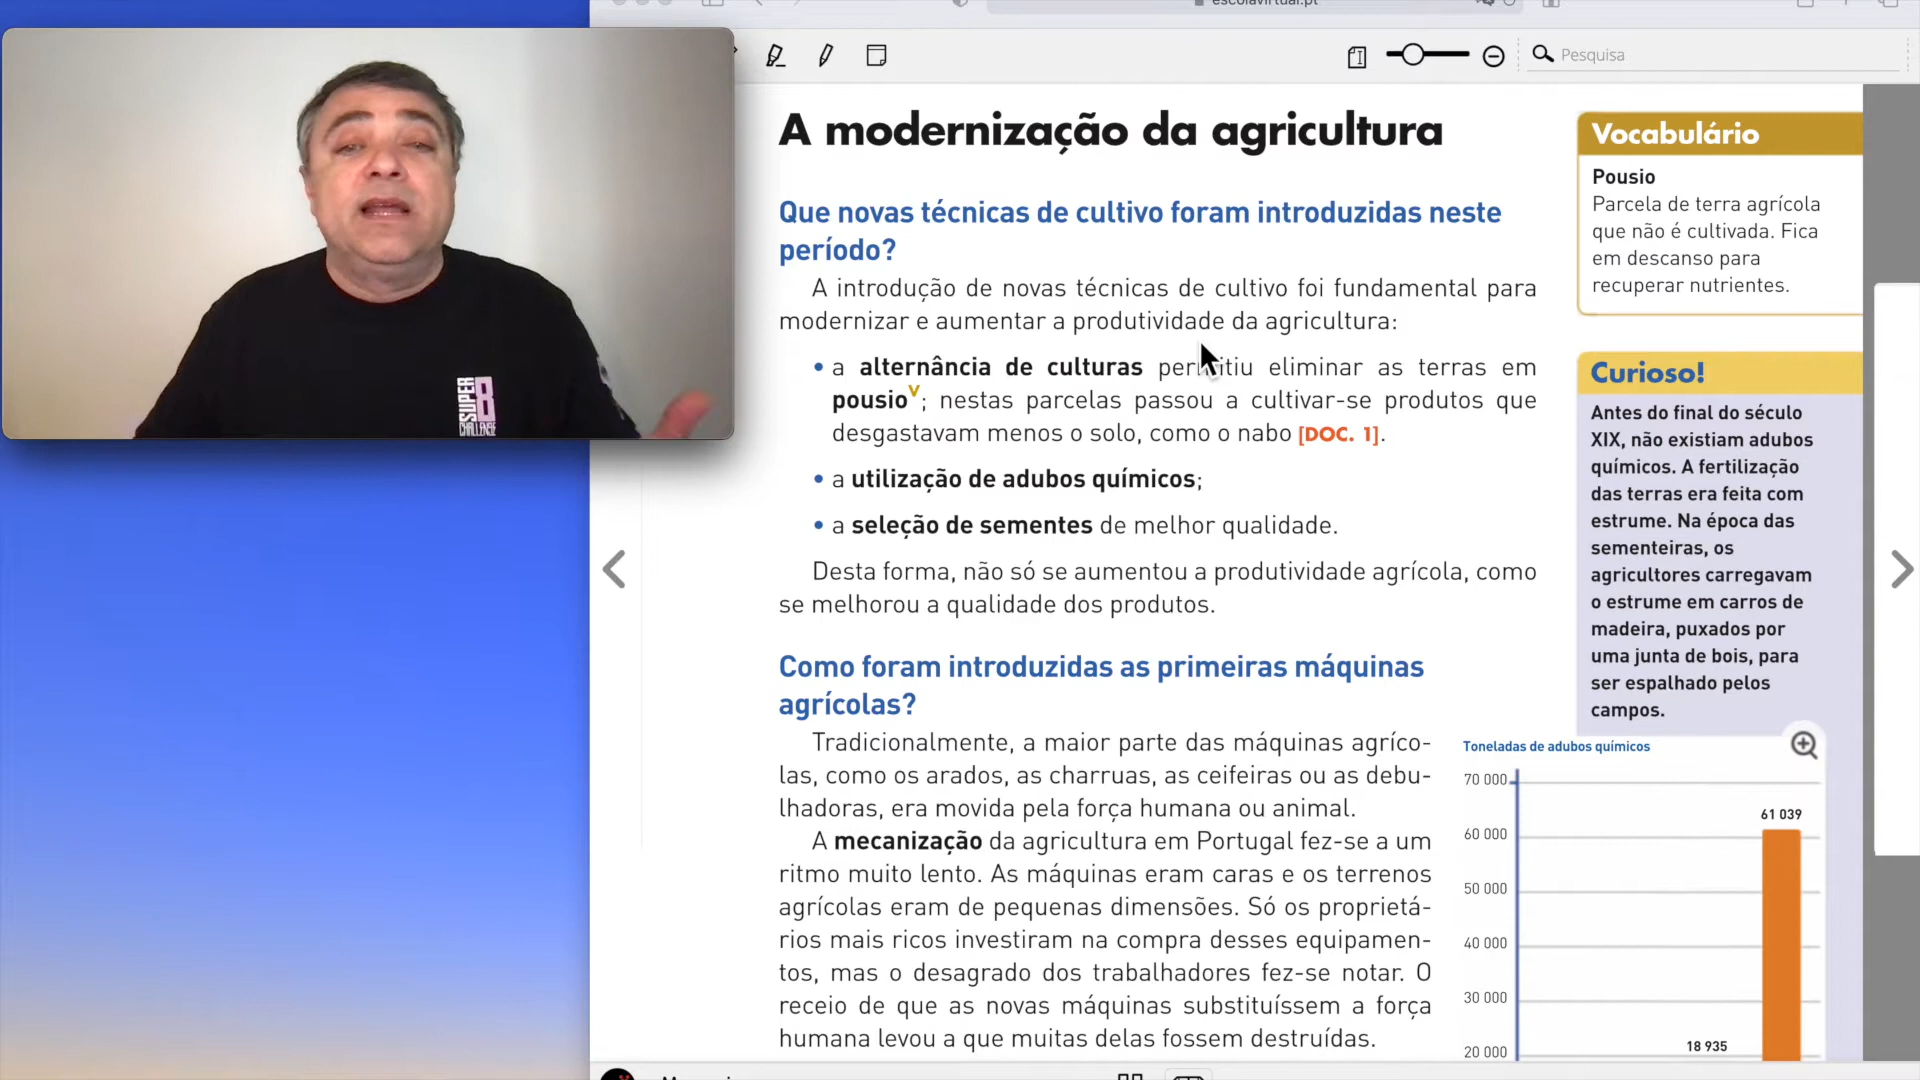 escolavirtual.pt
Pesquisa
A modernização da agricultura
Que novas técnicas de cultivo foram introduzidas neste
período?
A introdução de novas técnicas de cultivo foi fundamental para
modernizar e aumentar a produtividade da agricultura:
• a alternância de culturas permitiu eliminar as terras em
pousioV; nestas parcelas passou a cultivar-se produtos que
desgastavam menos o solo, como o nabo [DOC. 1].
• a utilização de adubos químicos;
• a seleção de sementes de melhor qualidade.
Desta forma, não só se aumentou a produtividade agrícola, como
se melhorou a qualidade dos produtos.
Como foram introduzidas as primeiras máquinas
agrícolas?
Tradicionalmente, a maior parte das máquinas agríco-
las, como os arados, as charruas, as ceifeiras ou as debu-
lhadoras, era movida pela força humana ou animal.
A mecanização da agricultura em Portugal fez-se a um
ritmo muito lento. As máquinas eram caras e os terrenos
agrícolas eram de pequenas dimensões. Só os proprietá-
rios mais ricos investiram na compra desses equipamen-
tos, mas o desagrado dos trabalhadores fez-se notar. O
receio de que as novas máquinas substituíssem a força
humana levou a que muitas delas fossem destruídas.
Vocabulário
Pousio
Parcela de terra agrícola
que não é cultivada. Fica
em descanso para
recuperar nutrientes.
Curioso!
Antes do final do século
XIX, não existiam adubos
químicos. A fertilização
das terras era feita com
estrume. Na época das
sementeiras, os
agricultores carregavam
o estrume em carros de
madeira, puxados por
uma junta de bois, para
ser espalhado pelos
campos.
Toneladas de adubos químicos
70 000
61 039
60 000
50 000
40 000
30 000
18 935
20 000
SUPER
8
CHALLENGE